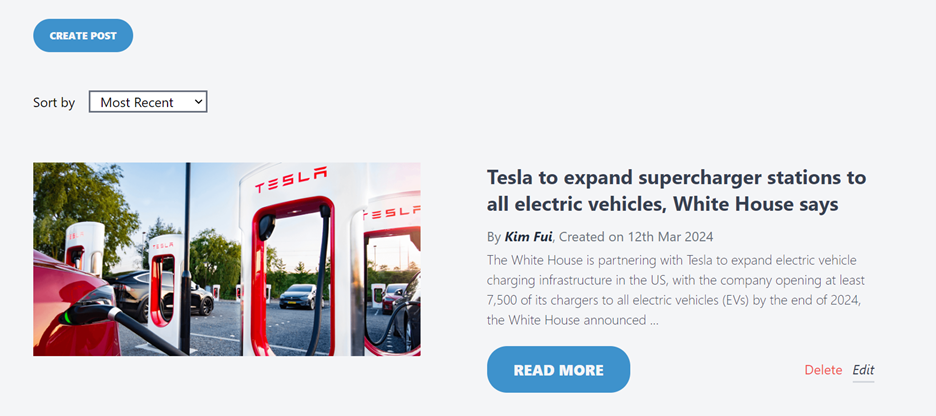 CREATE POST
Sort by Most Recent
TESLA
TESLA
TESLA
TESLA
Tesla to expand supercharger stations to
all electric vehicles, White House says
By Kim Fui, Created on 12th Mar 2024
The White House is partnering with Tesla to expand electric vehicle
charging infrastructure in the US, with the company opening at least
7,500 of its chargers to all electric vehicles (EVs) by the end of 2024,
the White House announced ...
READ MORE Delete Edit